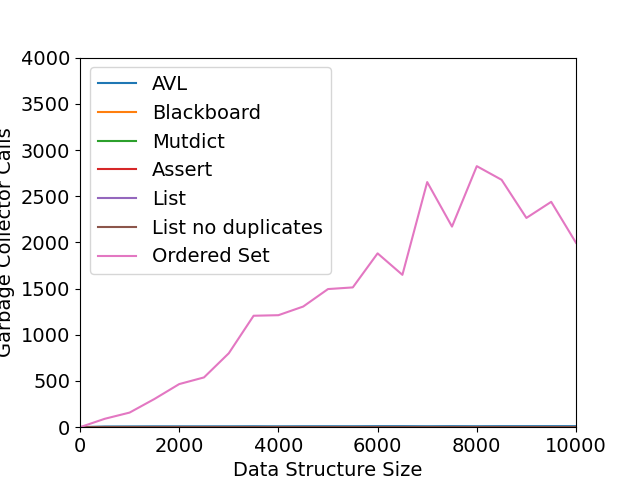 4000
3500
3000
2500
2000
1500
1000
500
0
Garbage Collector Calls
AVL
Blackboard
Mutdict
Assert
List
List no duplicates
Ordered Set
0 2000 4000 6000 8000 10000
Data Structure Size